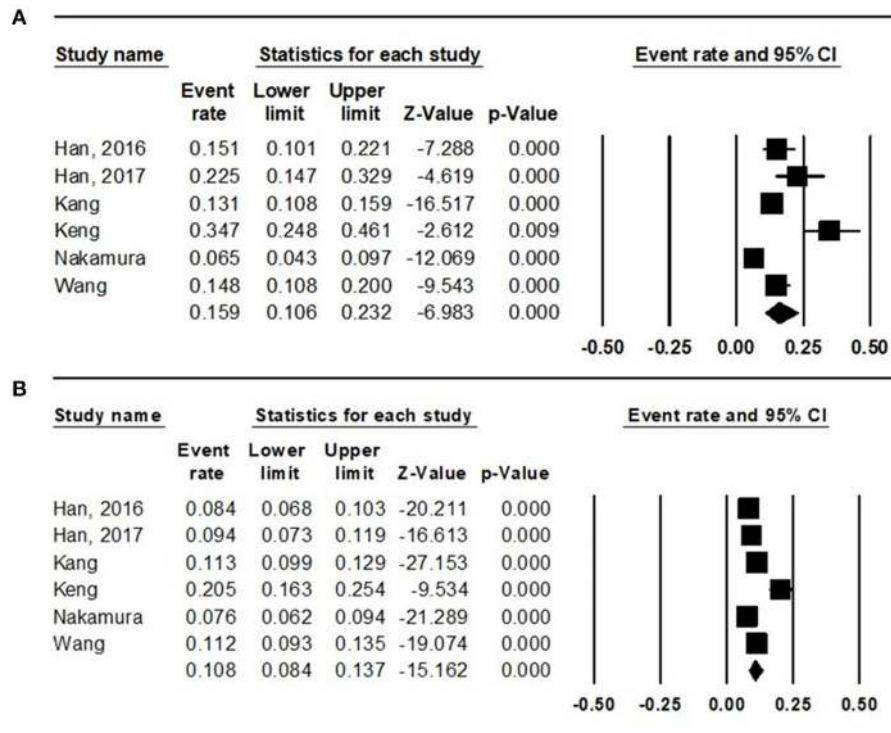 A
Study name Statistics for each study Event rate and 95% CI
Event Lower Upper
rate limit limit Z-Value p-Value
Han, 2016 0.151 0.101 0.221 -7.288 0.000
Han, 2017 0.225 0.147 0.329 -4.619 0.000
Kang 0.131 0.108 0.159 -16.517 0.000
Keng 0.347 0.248 0.461 -2.612 0.009
Nakamura 0.065 0.043 0.097 -12.069 0.000
Wang 0.148 0.108 0.200 -9.543 0.000
0.159 0.106 0.232 -6.983 0.000
-0.50 -0.25 0.00 0.25 0.50
B
Study name Statistics for each study Event rate and 95% CI
Event Lower Upper
rate limit limit Z-Value p-Value
Han, 2016 0.084 0.068 0.103 -20.211 0.000
Han, 2017 0.094 0.073 0.119 -16.613 0.000
Kang 0.113 0.099 0.129 -27.153 0.000
Keng 0.205 0.163 0.254 -9.534 0.000
Nakamura 0.076 0.062 0.094 -21.289 0.000
Wang 0.112 0.093 0.135 -19.074 0.000
0.108 0.084 0.137 -15.162 0.000
-0.50 -0.25 0.00 0.25 0.50